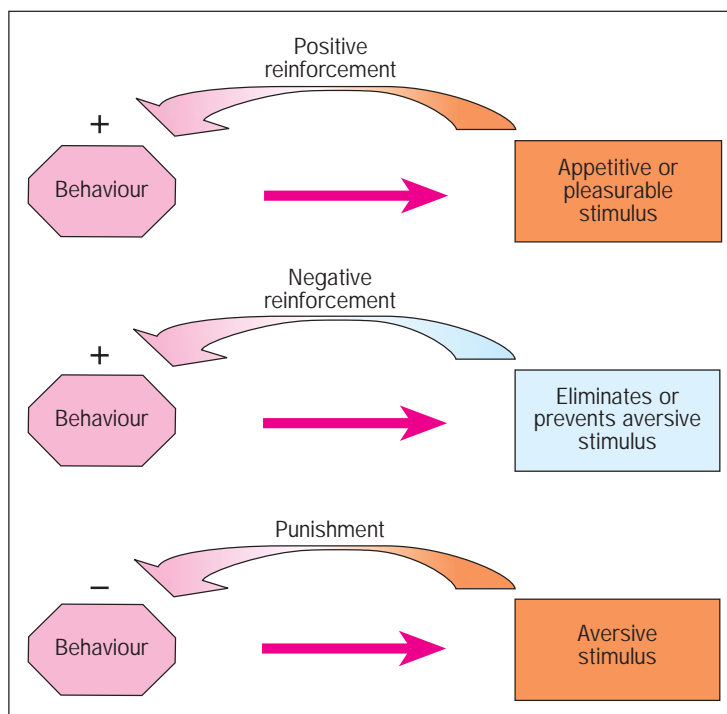 Positive
reinforcement
+
Behaviour
Appetitive or
pleasurable
stimulus
Negative
reinforcement
+
Behaviour
Eliminates or
prevents aversive
stimulus
Punishment
−
Behaviour
Aversive
stimulus